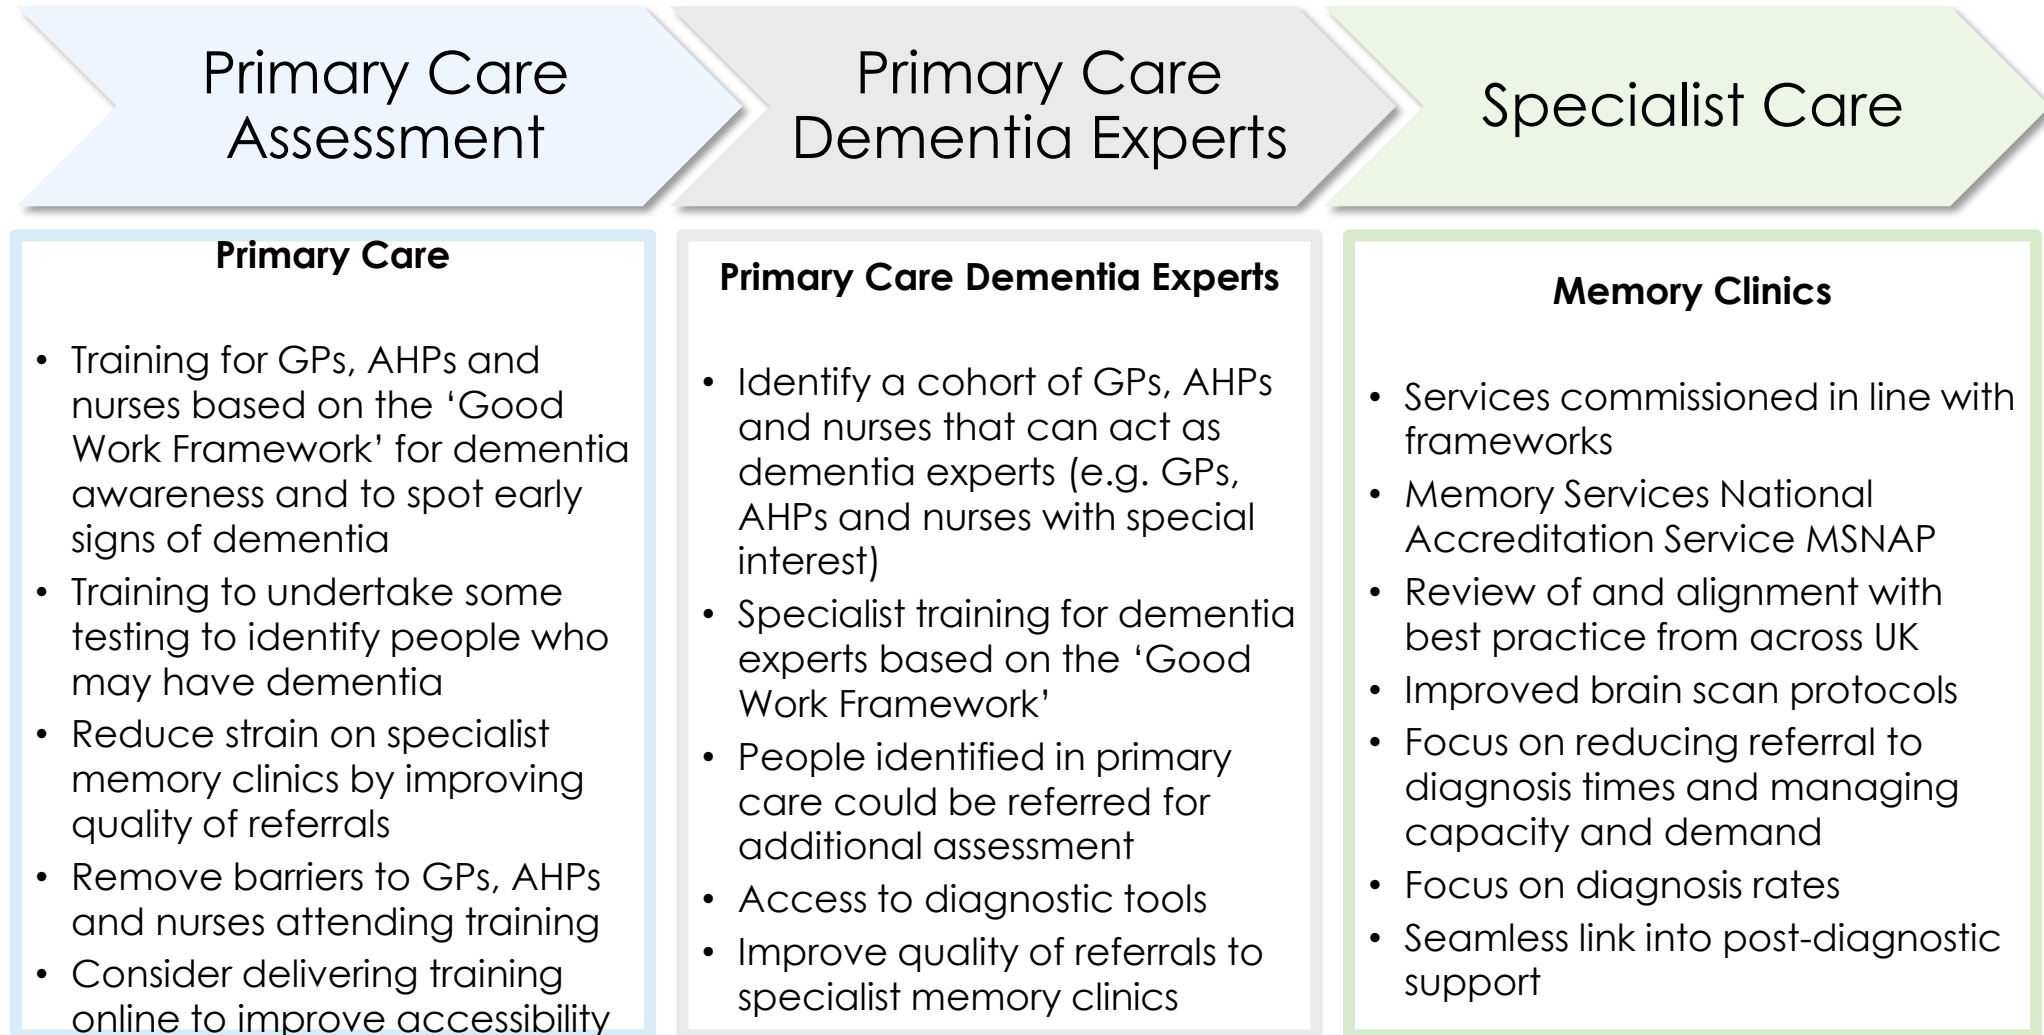 Primary Care
Assessment
Primary Care
Dementia Experts
Specialist Care
Primary Care
• Training for GPs, AHPs and
nurses based on the ‘Good
Work Framework’ for dementia
awareness and to spot early
signs of dementia
• Training to undertake some
testing to identify people who
may have dementia
• Reduce strain on specialist
memory clinics by improving
quality of referrals
• Remove barriers to GPs, AHPs
and nurses attending training
• Consider delivering training
online to improve accessibility
Primary Care Dementia Experts
• Identify a cohort of GPs, AHPs
and nurses that can act as
dementia experts (e.g. GPs,
AHPs and nurses with special
interest)
• Specialist training for dementia
experts based on the ‘Good
Work Framework’
• People identified in primary
care could be referred for
additional assessment
• Access to diagnostic tools
• Improve quality of referrals to
specialist memory clinics
Memory Clinics
• Services commissioned in line with
frameworks
• Memory Services National
Accreditation Service MSNAP
• Review of and alignment with
best practice from across UK
• Improved brain scan protocols
• Focus on reducing referral to
diagnosis times and managing
capacity and demand
• Focus on diagnosis rates
• Seamless link into post-diagnostic
support